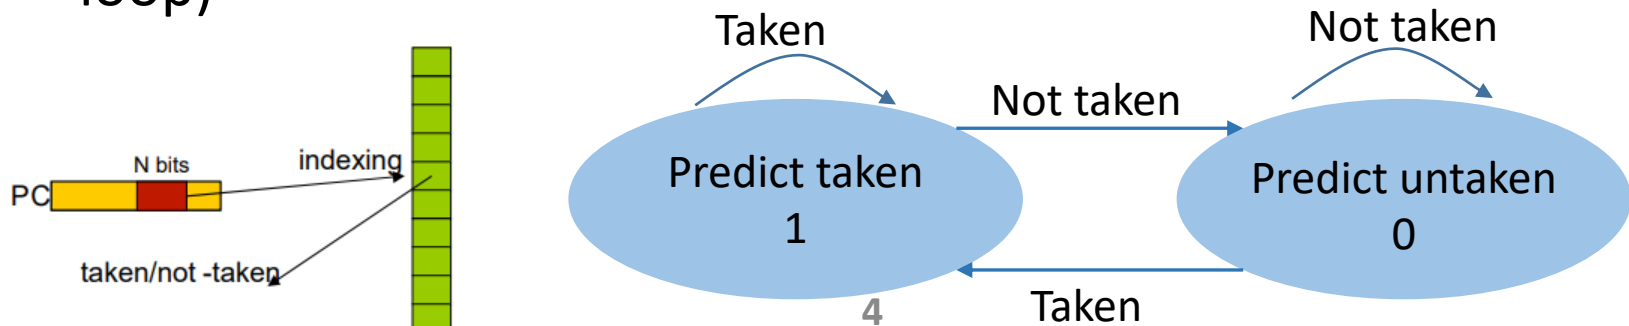 loop)
PC
N bits
indexing
taken/not -taken
Taken
Not taken
Not taken
Predict taken
1
Predict untaken
0
Taken
4